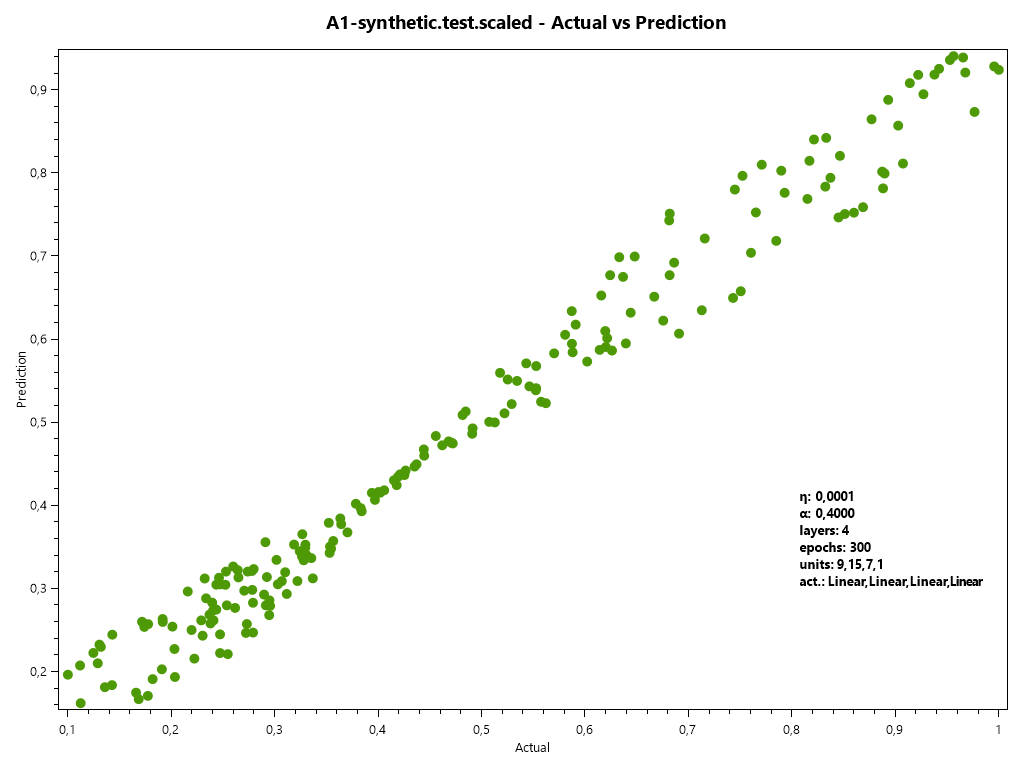 A1-synthetic.test.scaled - Actual vs Prediction
0,9
0,8
0,7
0,6
0,5
0,4
0,3
0,2
Prediction
η: 0,0001
α: 0,4000
layers: 4
epochs: 300
units: 9,15,7,1
act.: Linear,Linear,Linear,Linear
0,1 0,2 0,3 0,4 0,5 0,6 0,7 0,8 0,9 1
Actual